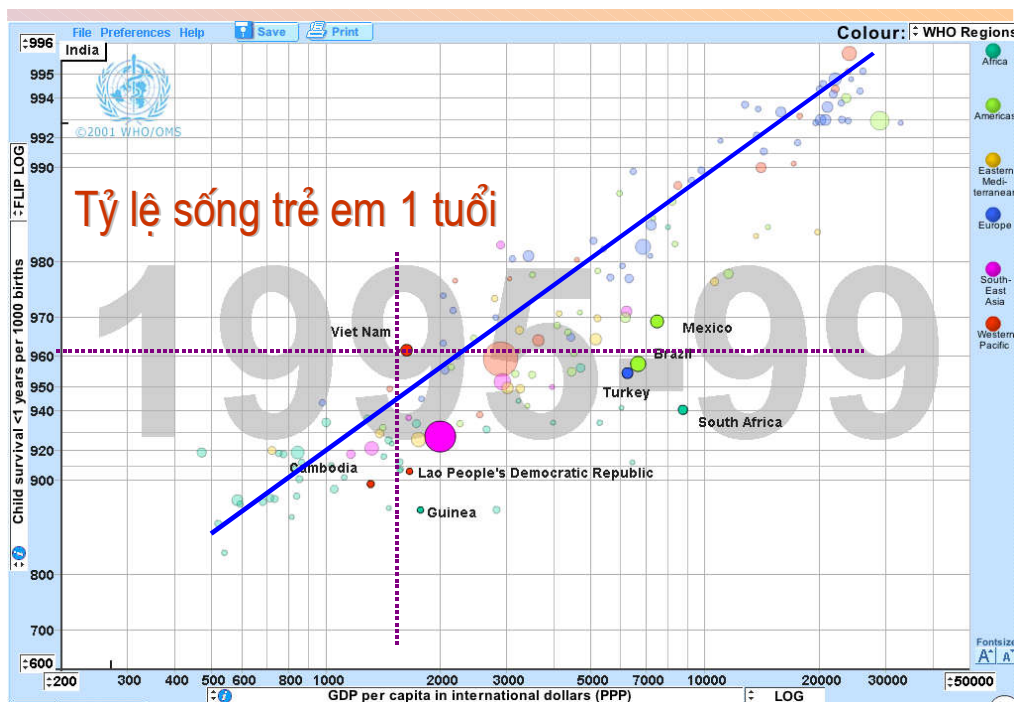 File Preferences Help Save Print Colour: WHO Regions
996 India
995
994
©2001 WHO/OMS
992
990
FLIP LOG
Tỷ lệ sống trẻ em 1 tuổi
980
1995-99
970
Viet Nam
Mexico
960
Brazil
950
Turkey
940
South Africa
920
Cambodia
Lao People's Democratic Republic
900
Guinea
800
700
600
Child survival <1 years per 1000 births
200 300 400 500 600 800 1000 2000 3000 5000 7000 10000 20000 30000 50000
GDP per capita in international dollars (PPP) LOG
Africa
Americas
Eastern
Medi-
terranean
Europe
South-
East
Asia
Western
Pacific
Fontsize
A A